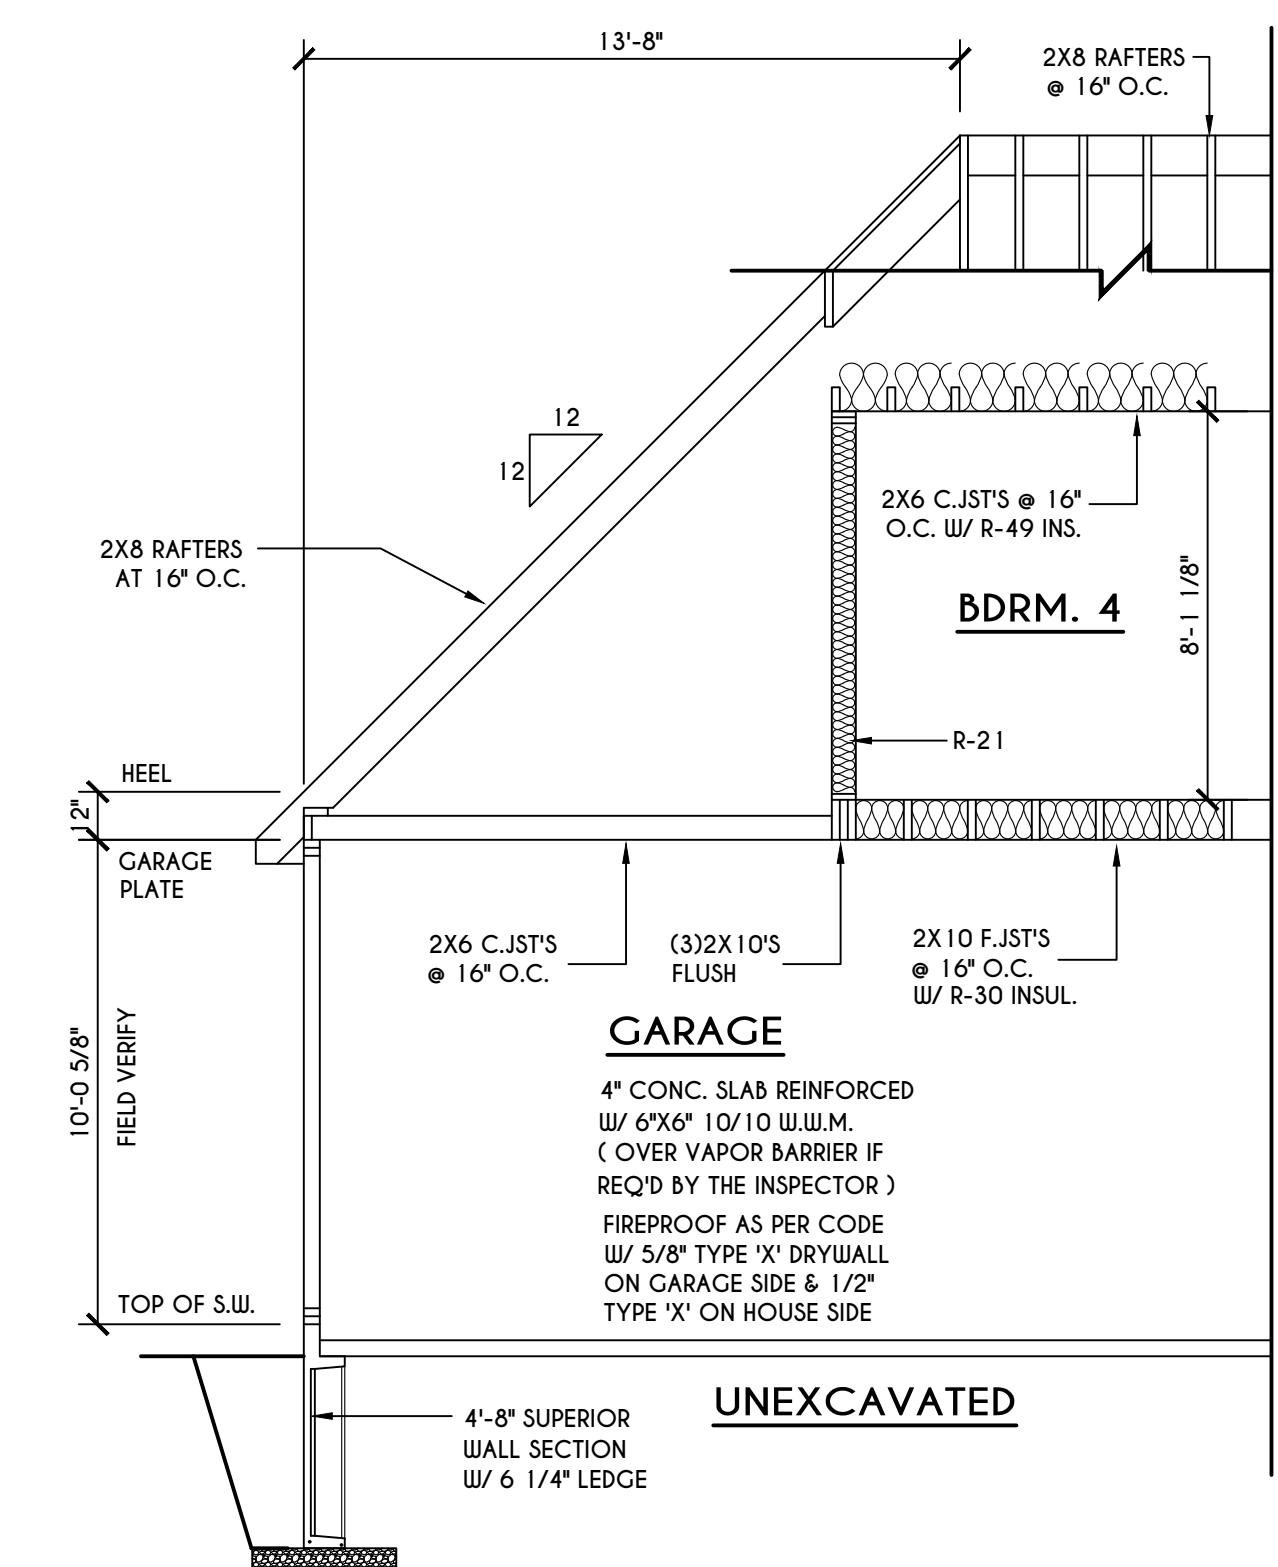 13'-8"
2X8 RAFTERS
@ 16" O.C.
12
12
2X6 C.JST'S @ 16"
O.C. W/ R-49 INS.
2X8 RAFTERS
AT 16" O.C.
BDRM. 4
8'-1 1/8"
R-21
HEEL
12"
GARAGE
PLATE
2X6 C.JST'S
@ 16" O.C.
(3)2X10'S
FLUSH
2X10 F.JST'S
@ 16" O.C.
W/ R-30 INSUL.
10'-0 5/8"
FIELD VERIFY
GARAGE
4" CONC. SLAB REINFORCED
W/ 6"X6" 10/10 W.W.M.
( OVER VAPOR BARRIER IF
REQ'D BY THE INSPECTOR )
FIREPROOF AS PER CODE
W/ 5/8" TYPE 'X' DRYWALL
ON GARAGE SIDE & 1/2"
TYPE 'X' ON HOUSE SIDE
TOP OF S.W.
UNEXCAVATED
4'-8" SUPERIOR
WALL SECTION
W/ 6 1/4" LEDGE